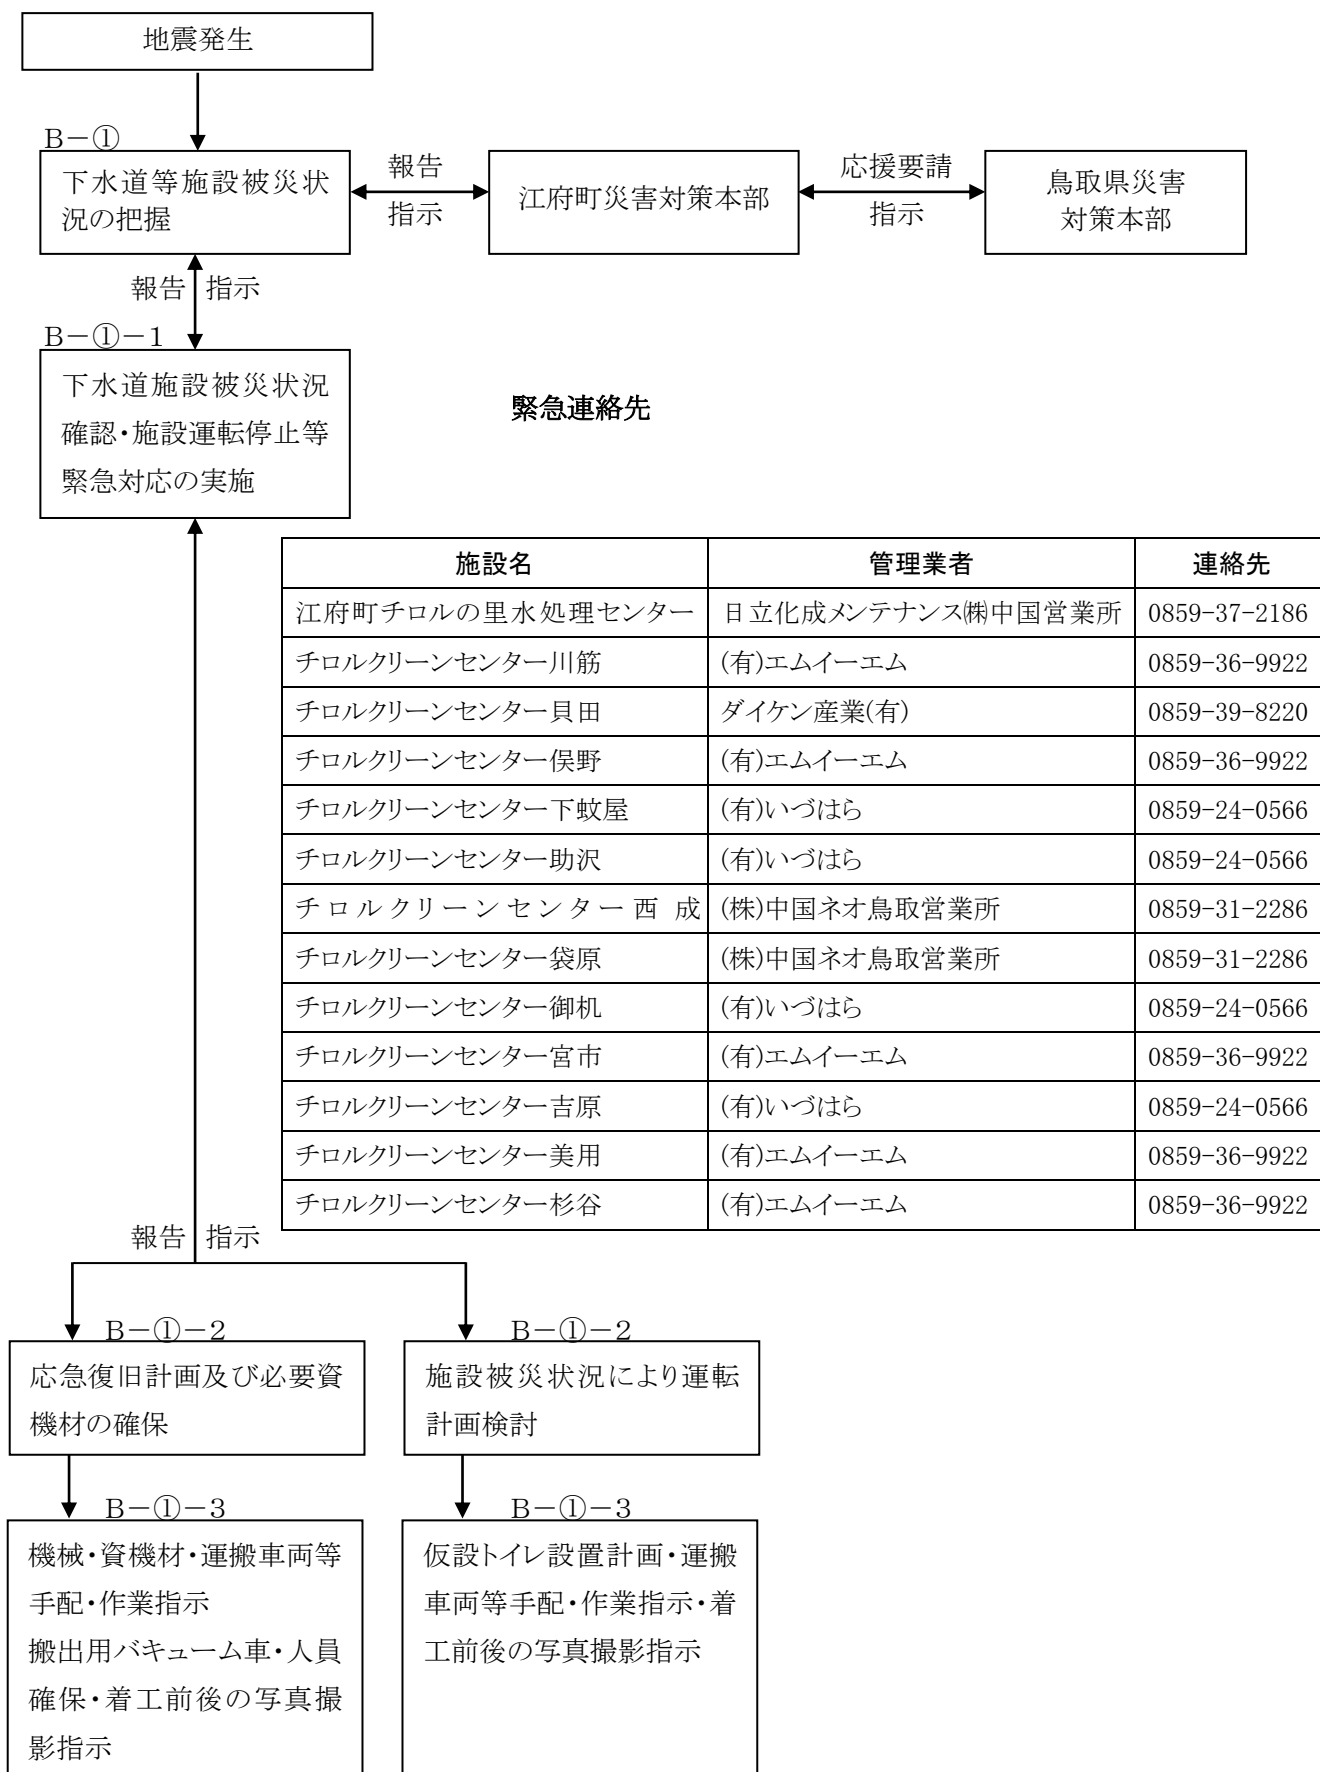 地震発生
B－①
下水道等施設被災状
況の把握
報告
指示
江府町災害対策本部
応援要請
指示
鳥取県災害
対策本部
報告 指示
B－①－1
下水道施設被災状況
確認・施設運転停止等
緊急対応の実施
緊急連絡先
施設名 管理業者 連絡先
江府町チロルの里水処理センター 日立化成メンテナンス㈱中国営業所 0859-37-2186
チロルクリーンセンター川筋 (有)エムイーエム 0859-36-9922
チロルクリーンセンター貝田 ダイケン産業(有) 0859-39-8220
チロルクリーンセンター俣野 (有)エムイーエム 0859-36-9922
チロルクリーンセンター下蚊屋 (有)いづはら 0859-24-0566
チロルクリーンセンター助沢 (有)いづはら 0859-24-0566
チロルクリーンセンター西成 (株)中国ネオ鳥取営業所 0859-31-2286
チロルクリーンセンター袋原 (株)中国ネオ鳥取営業所 0859-31-2286
チロルクリーンセンター御机 (有)いづはら 0859-24-0566
チロルクリーンセンター宮市 (有)エムイーエム 0859-36-9922
チロルクリーンセンター吉原 (有)いづはら 0859-24-0566
チロルクリーンセンター美用 (有)エムイーエム 0859-36-9922
チロルクリーンセンター杉谷 (有)エムイーエム 0859-36-9922
報告 指示
B－①－2
応急復旧計画及び必要資
機材の確保
B－①－2
施設被災状況により運転
計画検討
B－①－3
機械・資機材・運搬車両等
手配・作業指示
搬出用バキューム車・人員
確保・着工前後の写真撮
影指示
B－①－3
仮設トイレ設置計画・運搬
車両等手配・作業指示・着
工前後の写真撮影指示